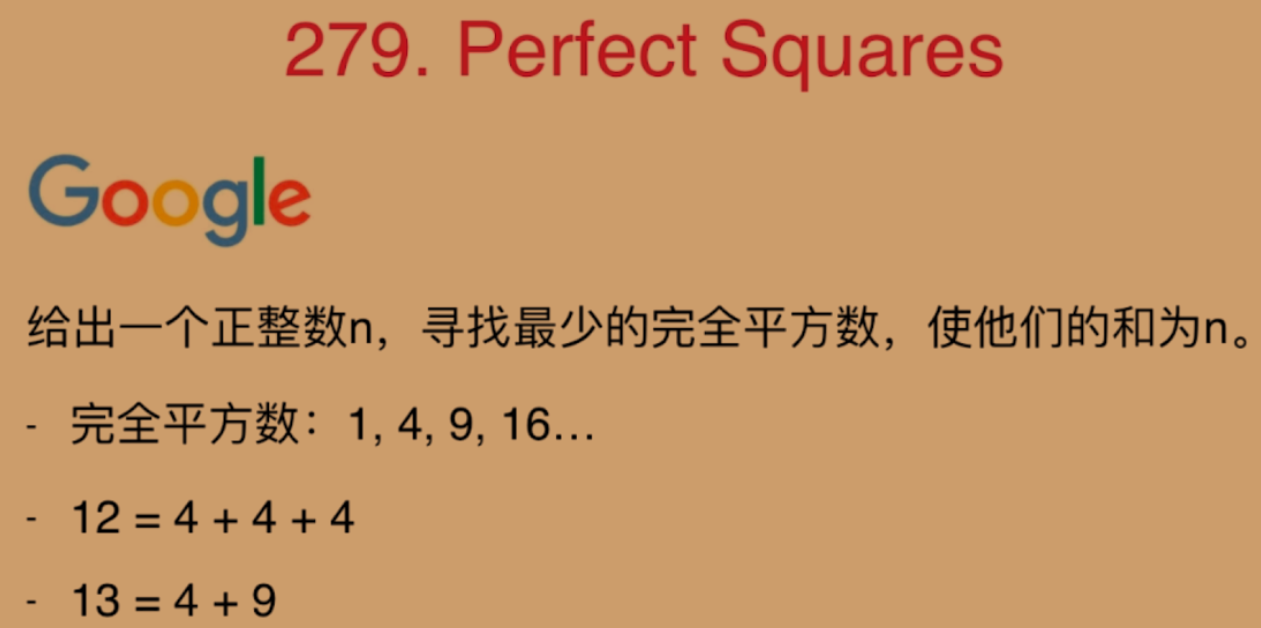 279. Perfect Squares
Google
给出一个正整数n，寻找最少的完全平方数，使他们的和为n。
- 完全平方数：1, 4, 9, 16…
- 12 = 4 + 4 + 4
- 13 = 4 + 9